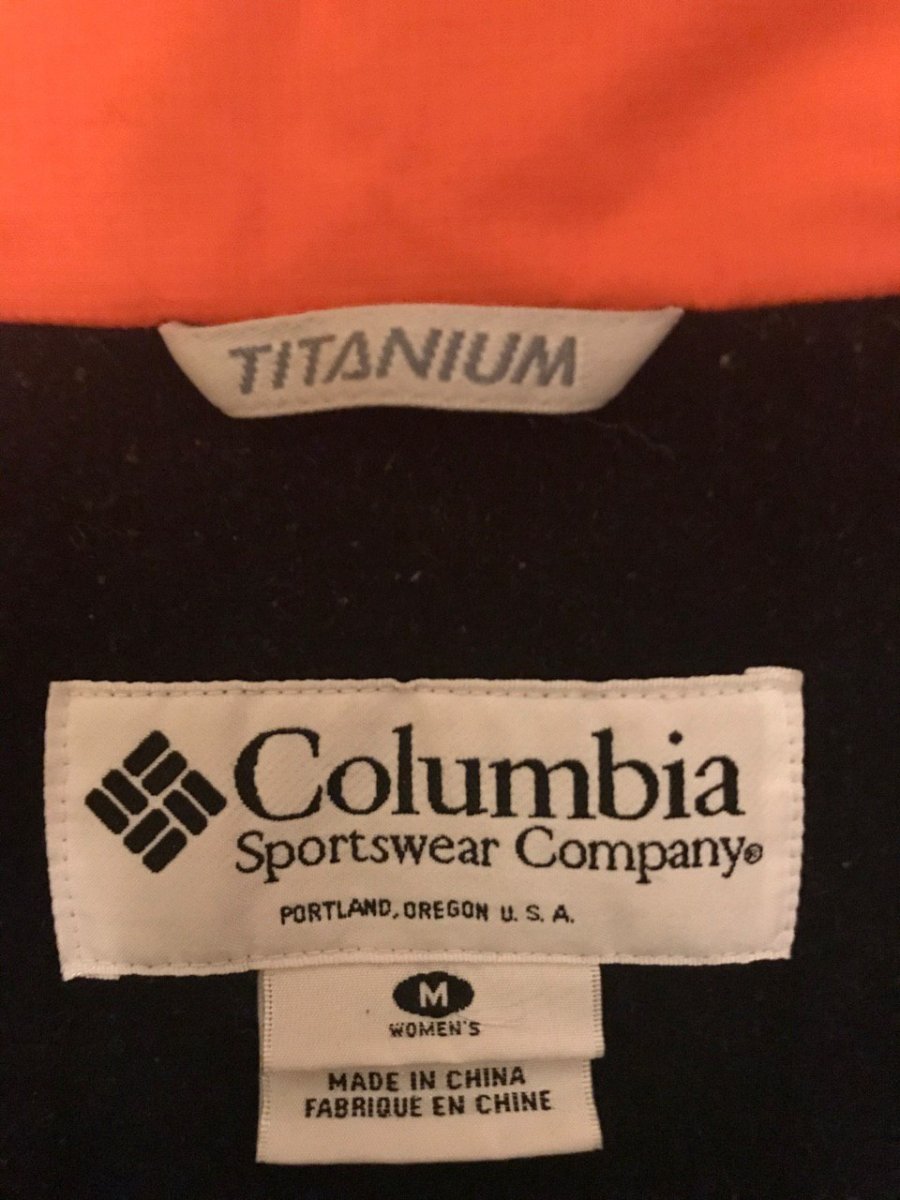 TITANIUM
Columbia
Sportswear Company®
PORTLAND, OREGON U. S. A.
M
WOMEN'S
MADE IN CHINA
FABRIQUE EN CHINE